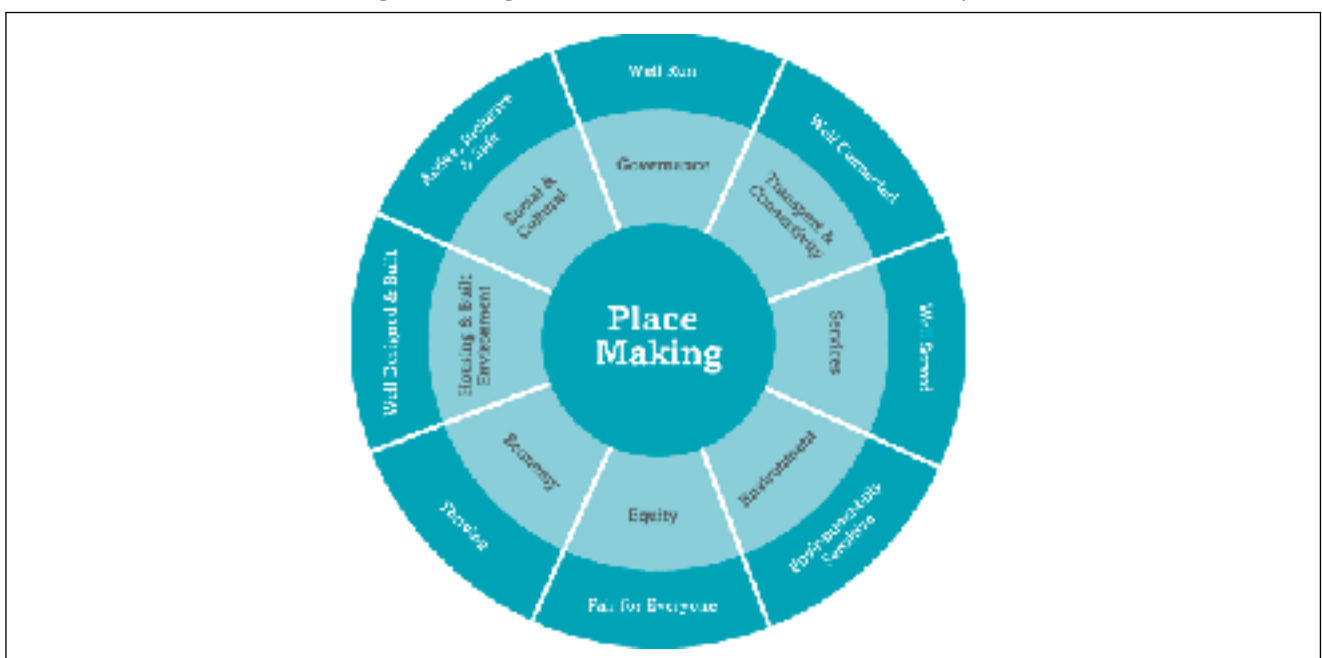 Well Run
Governance
Well Connected
Transport &
Connectivity
Well Served
Services
Environmentally
Sensitive
Environment
Fair for Everyone
Equity
Thriving
Economy
Well Designed & Built
Housing & Built
Environment
Active, Inclusive
& Safe
Social &
Cultural
Place
Making